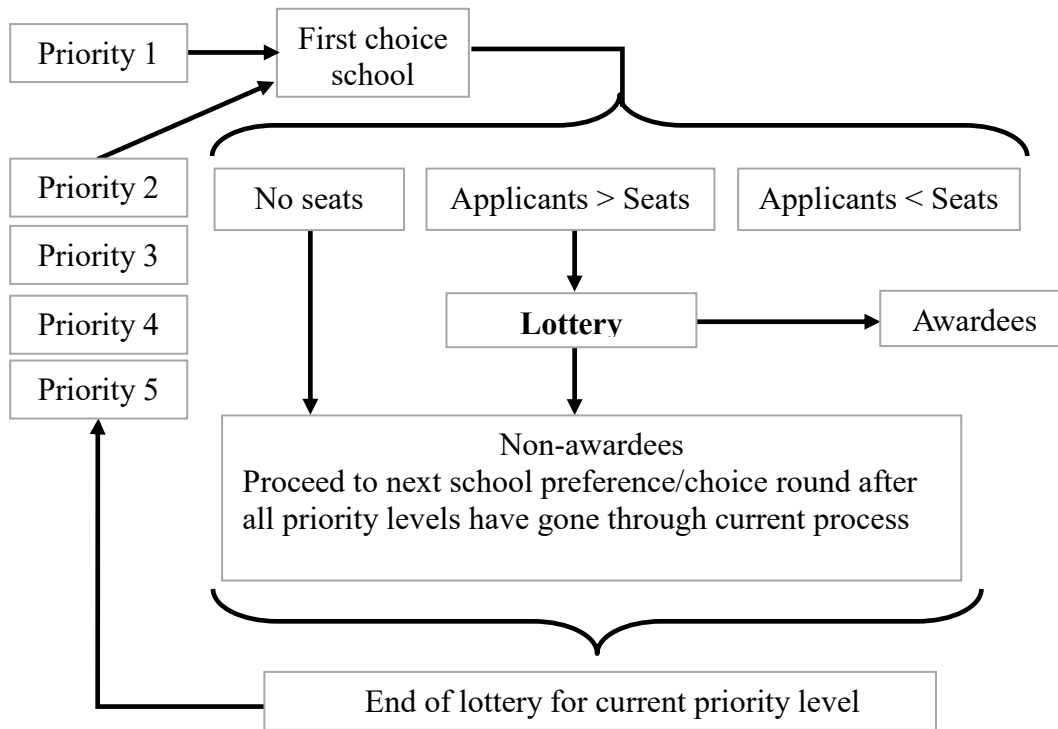 Priority 1
First choice
school
Priority 2
Priority 3
Priority 4
Priority 5
No seats
Applicants > Seats
Applicants < Seats
Lottery
Awardees
Non-awardees
Proceed to next school preference/choice round after
all priority levels have gone through current process
End of lottery for current priority level